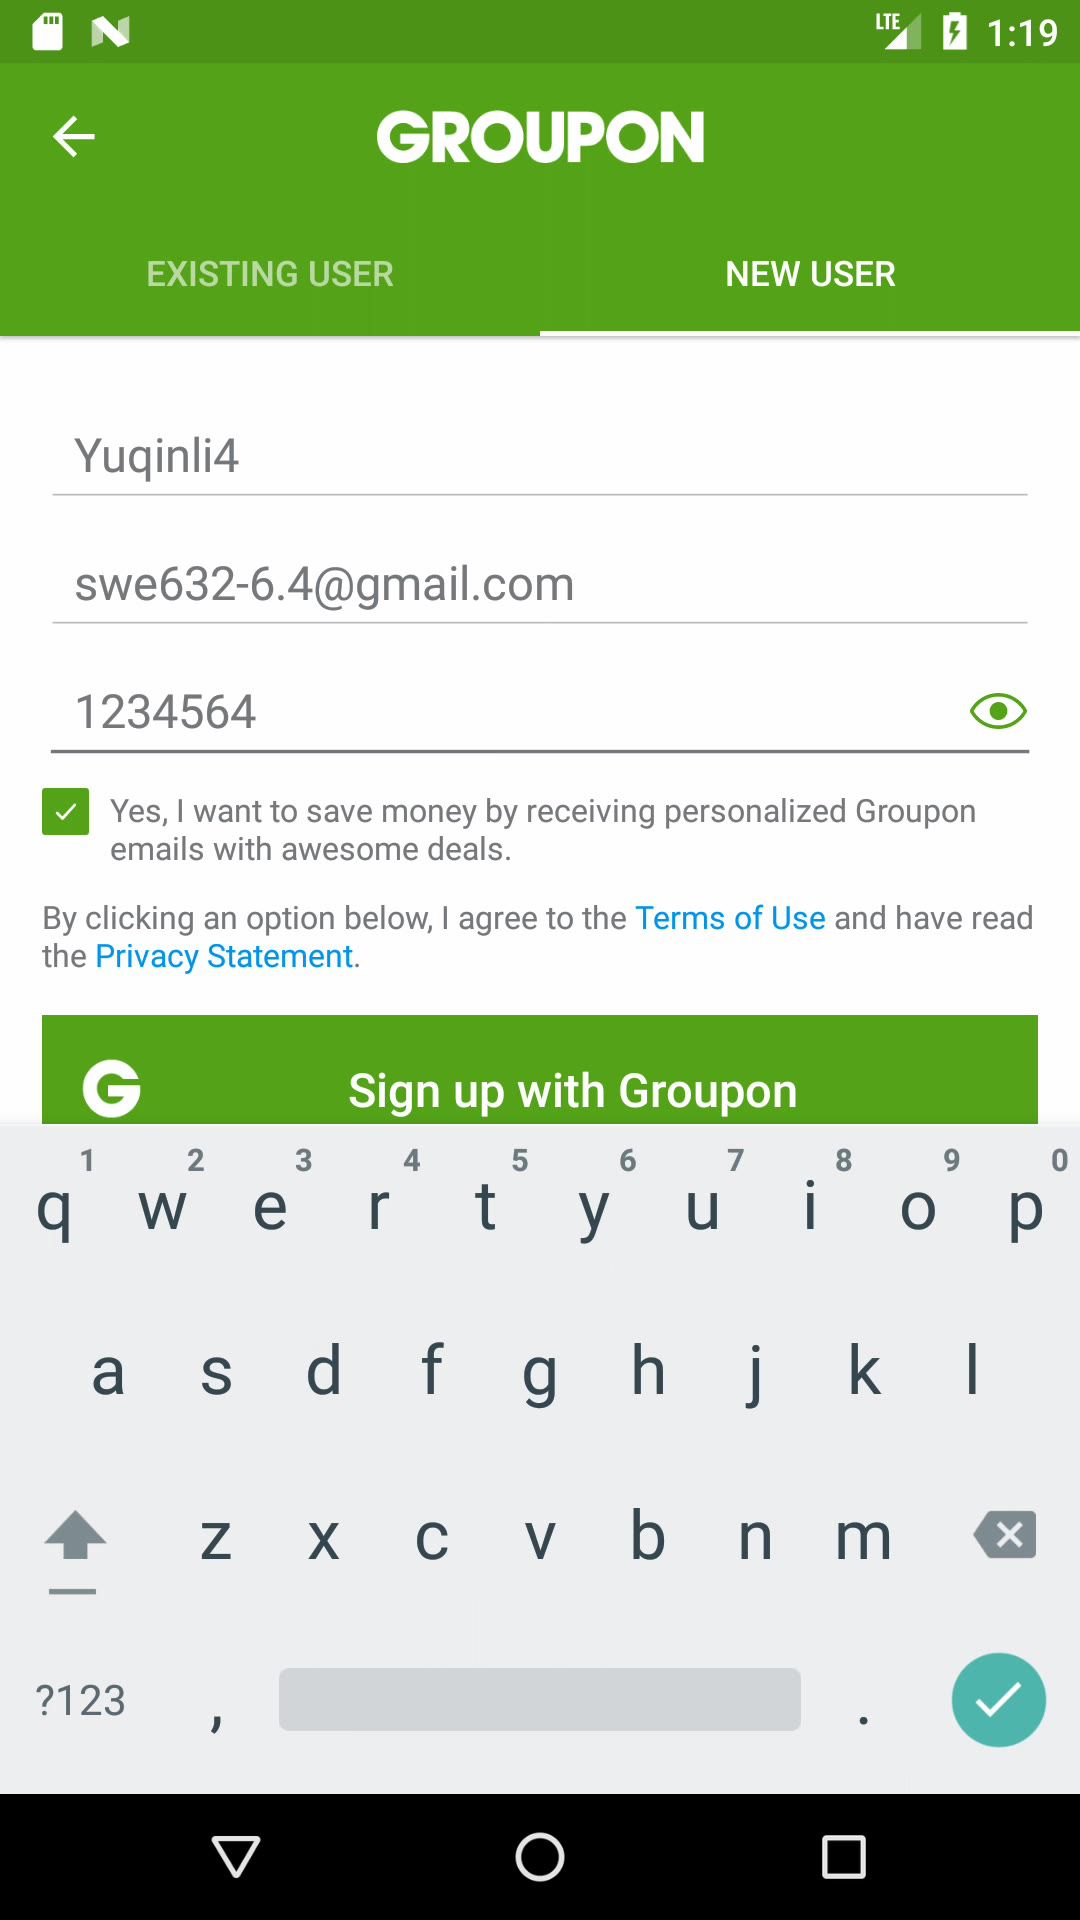 LTE 1:19
GROUPON
EXISTING USER NEW USER
Yuqinli4
swe632-6.4@gmail.com
1234564
Yes, I want to save money by receiving personalized Groupon
emails with awesome deals.
By clicking an option below, I agree to the Terms of Use and have read
the Privacy Statement.
G Sign up with Groupon
1 2 3 4 5 6 7 8 9 0
q w e r t y u i o p
a s d f g h j k l
z x c v b n m
?123 , .